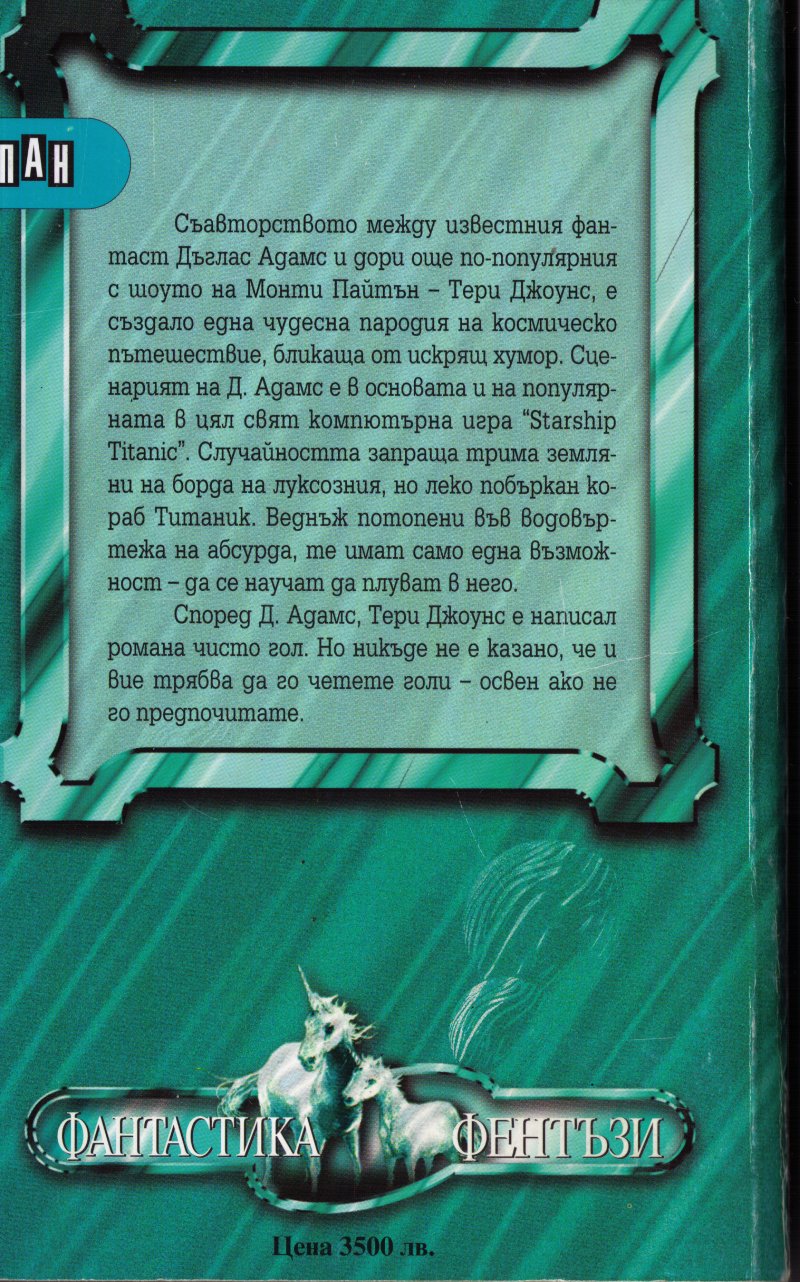 ПАН
Съавторството между известния фан-
таст Дъглас Адамс и дори още по-популярния
с шоуто на Монти Пайтън – Тери Джоунс, е
създало една чудесна пародия на космическо
пътешествие, бликаща от искрящ хумор. Сце-
нарият на Д. Адамс е в основата и на популяр-
ната в цял свят компютърна игра “Starship
Titanic”. Случайността запраща трима земля-
ни на борда на луксозния, но леко побъркан ко-
раб Титаник. Веднъж потопени във водовър-
тежа на абсурда, те имат само една възмож-
ност – да се научат да плуват в него.
Според Д. Адамс, Тери Джоунс е написал
романа чисто гол. Но никъде не е казано, че и
вие трябва да го четете голи – освен ако не
го предпочитате.
ФАНТАСТИКА ФЕНТЪЗИ
Цена 3500 лв.